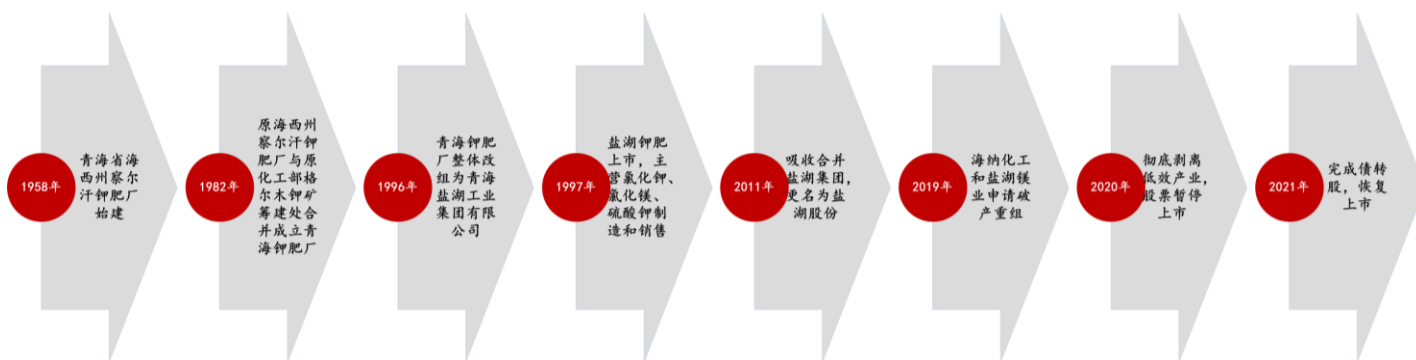 1958年
青海省海
西州察尔
汗钾肥厂
始建
1982年
原海西州
察尔汗钾
肥厂与原
化工部格
尔木钾矿
筹建处合
并成立青
海钾肥厂
1996年
青海钾肥
厂整体改
组为青海
盐湖工业
集团有限
公司
1997年
盐湖钾肥
上市，主
营氯化钾、
氯化镁、
硫酸钾制
造和销售
2011年
吸收合并
盐湖集团，
更名为盐
湖股份
2019年
海纳化工
和盐湖镁
业申请破
产重组
2020年
彻底剥离
低效产业，
股票暂停
上市
2021年
完成债转
股，恢复
上市